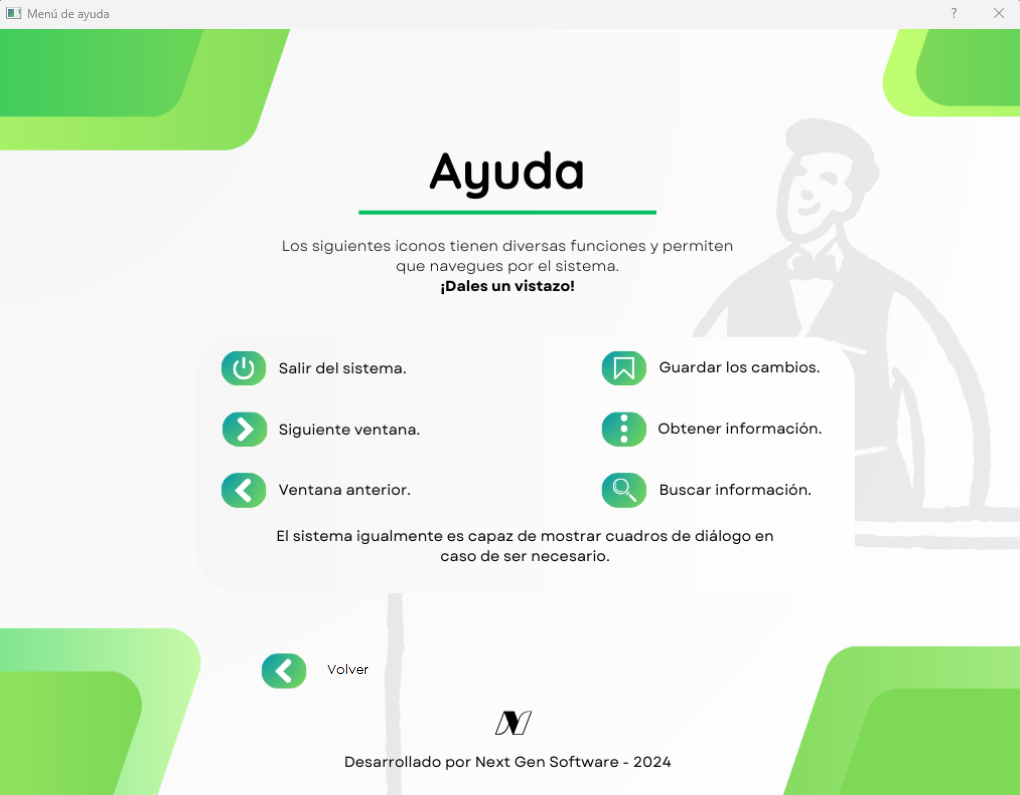 Menú de ayuda
?
Ayuda
Los siguientes iconos tienen diversas funciones y permiten
que navegues por el sistema.
¡Dales un vistazo!
Salir del sistema.
Guardar los cambios.
Siguiente ventana.
Obtener información.
Ventana anterior.
Buscar información.
El sistema igualmente es capaz de mostrar cuadros de diálogo en
caso de ser necesario.
Volver
Desarrollado por Next Gen Software - 2024